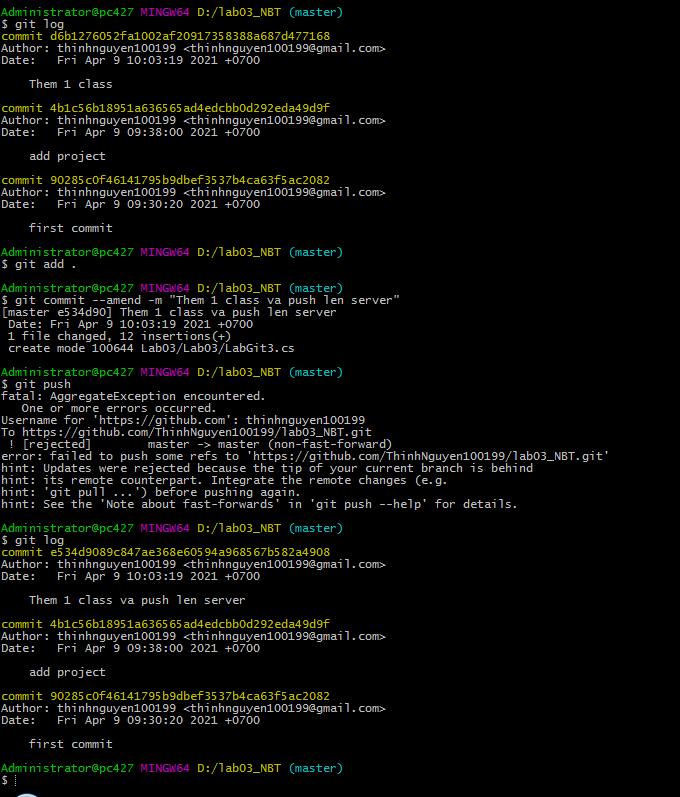 Administrator@pc427 MINGW64 D:/lab03_NBT (master)
$ git log
commit d6b1276052fa1002af20917358388a687d477168
Author: thinhnguyen100199 <thinhnguyen100199@gmail.com>
Date:   Fri Apr 9 10:03:19 2021 +0700
    Them 1 class
commit 4b1c56b18951a636565ad4edcbb0d292eda49d9f
Author: thinhnguyen100199 <thinhnguyen100199@gmail.com>
Date:   Fri Apr 9 09:38:00 2021 +0700
    add project
commit 90285c0f46141795b9dbef3537b4ca63f5ac2082
Author: thinhnguyen100199 <thinhnguyen100199@gmail.com>
Date:   Fri Apr 9 09:30:20 2021 +0700
    first commit
Administrator@pc427 MINGW64 D:/lab03_NBT (master)
$ git add .
Administrator@pc427 MINGW64 D:/lab03_NBT (master)
$ git commit --amend -m "Them 1 class va push len server"
[master e534d90] Them 1 class va push len server
 Date: Fri Apr 9 10:03:19 2021 +0700
 1 file changed, 12 insertions(+)
 create mode 100644 Lab03/Lab03/LabGit3.cs
Administrator@pc427 MINGW64 D:/lab03_NBT (master)
$ git push
fatal: AggregateException encountered.
   One or more errors occurred.
Username for 'https://github.com': thinhnguyen100199
To https://github.com/ThinhNguyen100199/lab03_NBT.git
 ! [rejected]        master -> master (non-fast-forward)
error: failed to push some refs to 'https://github.com/ThinhNguyen100199/lab03_NBT.git'
hint: Updates were rejected because the tip of your current branch is behind
hint: its remote counterpart. Integrate the remote changes (e.g.
hint: 'git pull ...') before pushing again.
hint: See the 'Note about fast-forwards' in 'git push --help' for details.
Administrator@pc427 MINGW64 D:/lab03_NBT (master)
$ git log
commit e534d9089c847ae368e60594a968567b582a4908
Author: thinhnguyen100199 <thinhnguyen100199@gmail.com>
Date:   Fri Apr 9 10:03:19 2021 +0700
    Them 1 class va push len server
commit 4b1c56b18951a636565ad4edcbb0d292eda49d9f
Author: thinhnguyen100199 <thinhnguyen100199@gmail.com>
Date:   Fri Apr 9 09:38:00 2021 +0700
    add project
commit 90285c0f46141795b9dbef3537b4ca63f5ac2082
Author: thinhnguyen100199 <thinhnguyen100199@gmail.com>
Date:   Fri Apr 9 09:30:20 2021 +0700
    first commit
Administrator@pc427 MINGW64 D:/lab03_NBT (master)
$